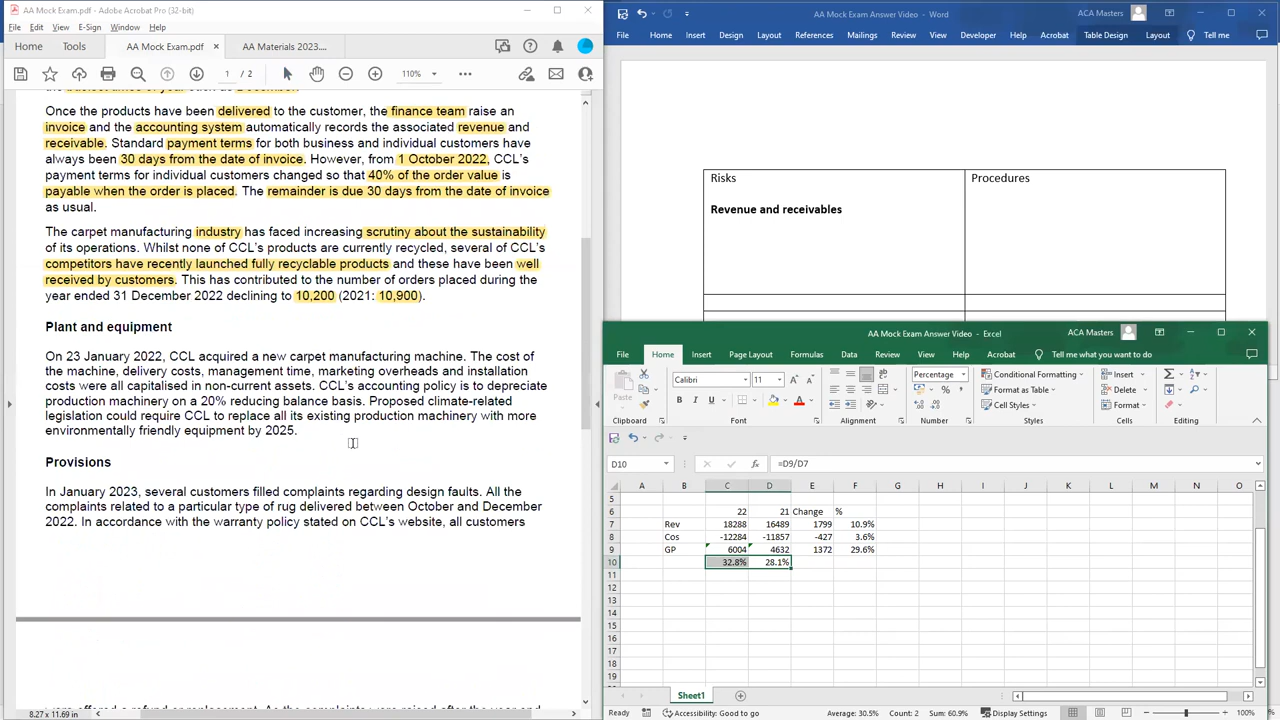 AA Mock Exam.pdf - Adobe Acrobat Pro (32-bit)
File Edit View E-Sign Window Help
Home Tools AA Mock Exam.pdf × AA Materials 2023....
1 / 2 110%
Once the products have been delivered to the customer, the finance team raise an
invoice and the accounting system automatically records the associated revenue and
receivable. Standard payment terms for both business and individual customers have
always been 30 days from the date of invoice. However, from 1 October 2022, CCL's
payment terms for individual customers changed so that 40% of the order value is
payable when the order is placed. The remainder is due 30 days from the date of invoice
as usual.
The carpet manufacturing industry has faced increasing scrutiny about the sustainability
of its operations. Whilst none of CCL's products are currently recycled, several of CCL's
competitors have recently launched fully recyclable products and these have been well
received by customers. This has contributed to the number of orders placed during the
year ended 31 December 2022 declining to 10,200 (2021: 10,900).
Plant and equipment
On 23 January 2022, CCL acquired a new carpet manufacturing machine. The cost of
the machine, delivery costs, management time, marketing overheads and installation
costs were all capitalised in non-current assets. CCL's accounting policy is to depreciate
production machinery on a 20% reducing balance basis. Proposed climate-related
legislation could require CCL to replace all its existing production machinery with more
environmentally friendly equipment by 2025.
Provisions
In January 2023, several customers filled complaints regarding design faults. All the
complaints related to a particular type of rug delivered between October and December
2022. In accordance with the warranty policy stated on CCL's website, all customers
8.27 x 11.69 in
AA Mock Exam Answer Video - Word ACA Masters
File Home Insert Design Layout References Mailings Review View Developer Help Acrobat Table Design Layout Tell me
Risks Procedures
Revenue and receivables
AA Mock Exam Answer Video - Excel ACA Masters
File Home Insert Page Layout Formulas Data Review View Help Acrobat Tell me what you want to do
Calibri 11 Percentage Conditional Formatting Insert
Paste B I U Format as Table Delete
Cell Styles Format
Clipboard Font Alignment Number Styles Cells Editing
D10 fx =D9/D7
A B C D E F G H I J K L M N O
5
6 22 21 Change %
7 Rev 18288 16489 1799 10.9%
8 Cos -12284 -11857 -427 3.6%
9 GP 6004 4632 1372 29.6%
10 32.8% 28.1%
11
12
13
14
15
16
17
18
19
Sheet1
Accessibility: Good to go Average: 30.5% Count: 2 Sum: 60.9% Display Settings 100%